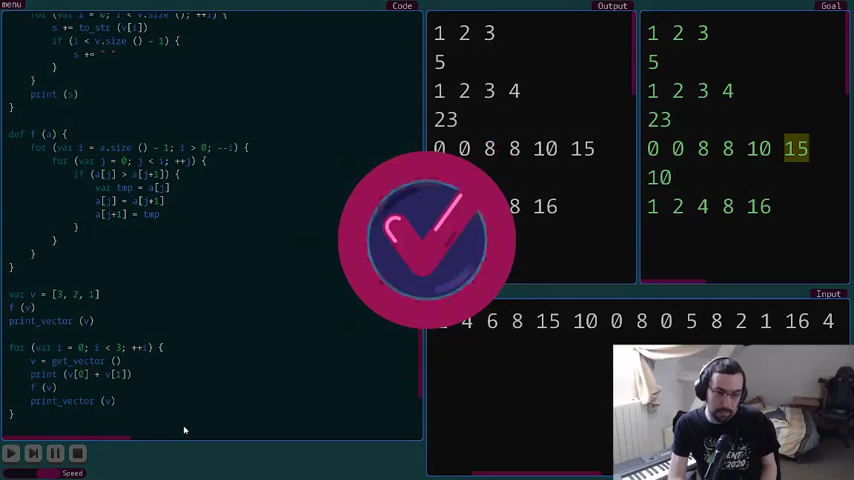 menu
Code
Output
Goal
for (var i = 0; i < v.size (); ++i) {
s += to_str (v[i])
if (i < v.size () - 1) {
s += " "
}
}
print (s)
}
def f (a) {
for (var i = a.size () - 1; i > 0; --i) {
for (var j = 0; j < i; ++j) {
if (a[j] > a[j+1]) {
var tmp = a[j]
a[j] = a[j+1]
a[j+1] = tmp
}
}
}
}
var v = [3, 2, 1]
f (v)
print_vector (v)
for (var i = 0; i < 3; ++i) {
v = get_vector ()
print (v[0] + v[1])
f (v)
print_vector (v)
}
Speed
1 2 3
5
1 2 3 4
23
0 0 8 8 10 15
8 16
1 2 3
5
1 2 3 4
23
0 0 8 8 10 15
10
1 2 4 8 16
Input
4 6 8 15 10 0 8 0 5 8 2 1 16 4
ENT
2020